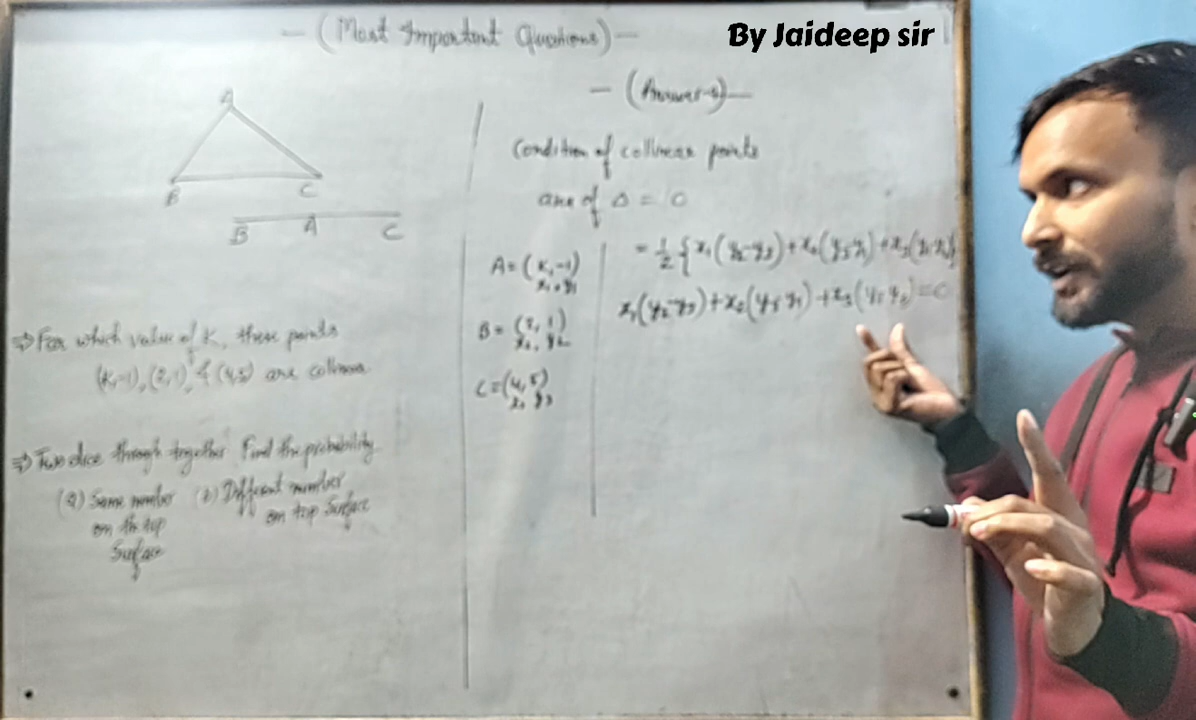 — (Most Important Questions) —
By Jaideep sir
A
B C
B A C
⇒ For which value of K, these points
(K,-1), (2,1) & (4,5) are collinear
⇒ Two dice through together Find the probability
(a) Same number
on the top
Surface
(b) Different number
on top Surface
— (Answers) —
Condition of collinear points
are of Δ = 0
A = (K,-1)
x₁, y₁
B = (2, 1)
x₂, y₂
C = (4, 5)
x₃ y₃
= 1/2 {x₁(y₂-y₃)+x₂(y₃-y₁)+x₃(y₁-y₂)}
x₁(y₂-y₃)+x₂(y₃-y₁)+x₃(y₁-y₂)=0